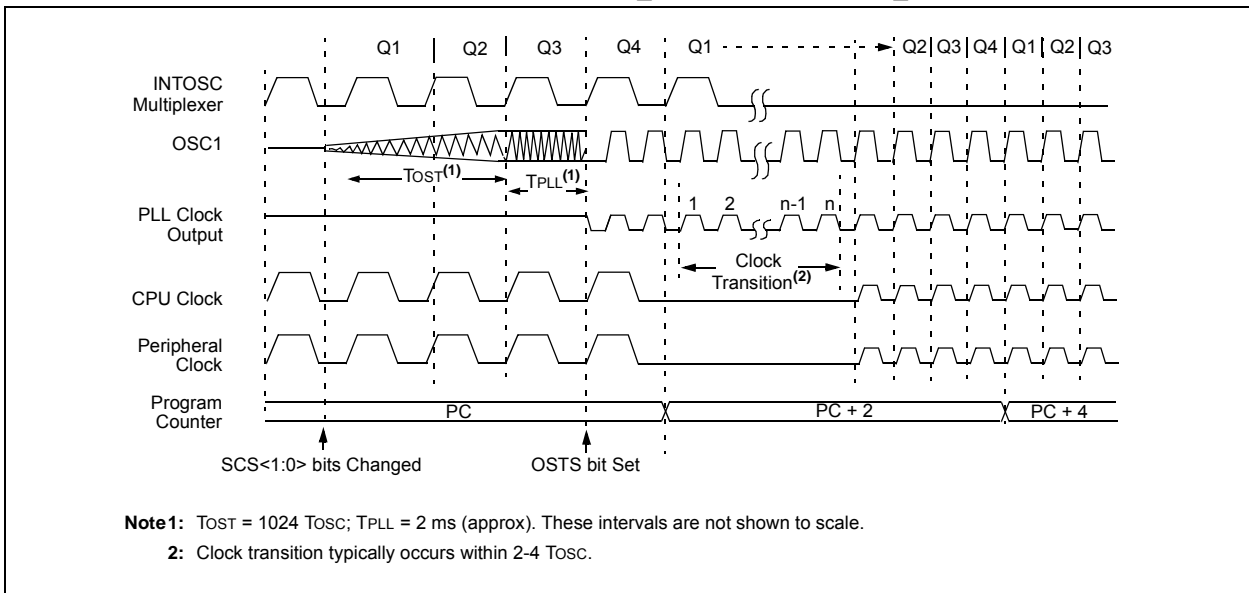 Q1 Q2 Q3 Q4 Q1 Q2 Q3 Q4 Q1 Q2 Q3
INTOSC
Multiplexer
OSC1
TOST(1) TPLL(1)
PLL Clock
Output
1 2 n-1 n
Clock
Transition(2)
CPU Clock
Peripheral
Clock
Program
Counter
PC PC + 2 PC + 4
SCS<1:0> bits Changed OSTS bit Set
Note1: TOST = 1024 TOSC; TPLL = 2 ms (approx). These intervals are not shown to scale.
2: Clock transition typically occurs within 2-4 TOSC.